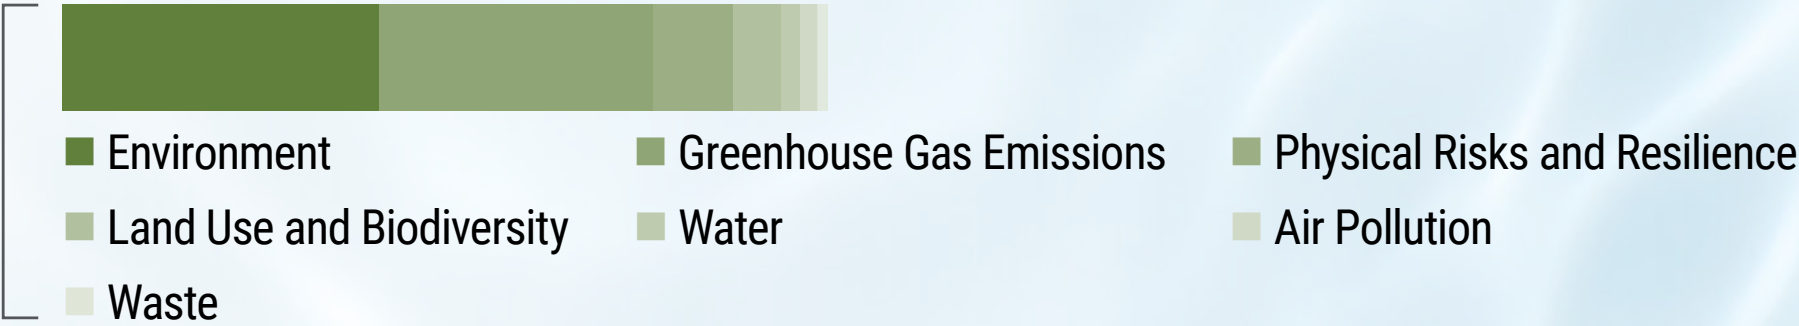 Environment
Greenhouse Gas Emissions
Physical Risks and Resilience
Land Use and Biodiversity
Water
Air Pollution
Waste